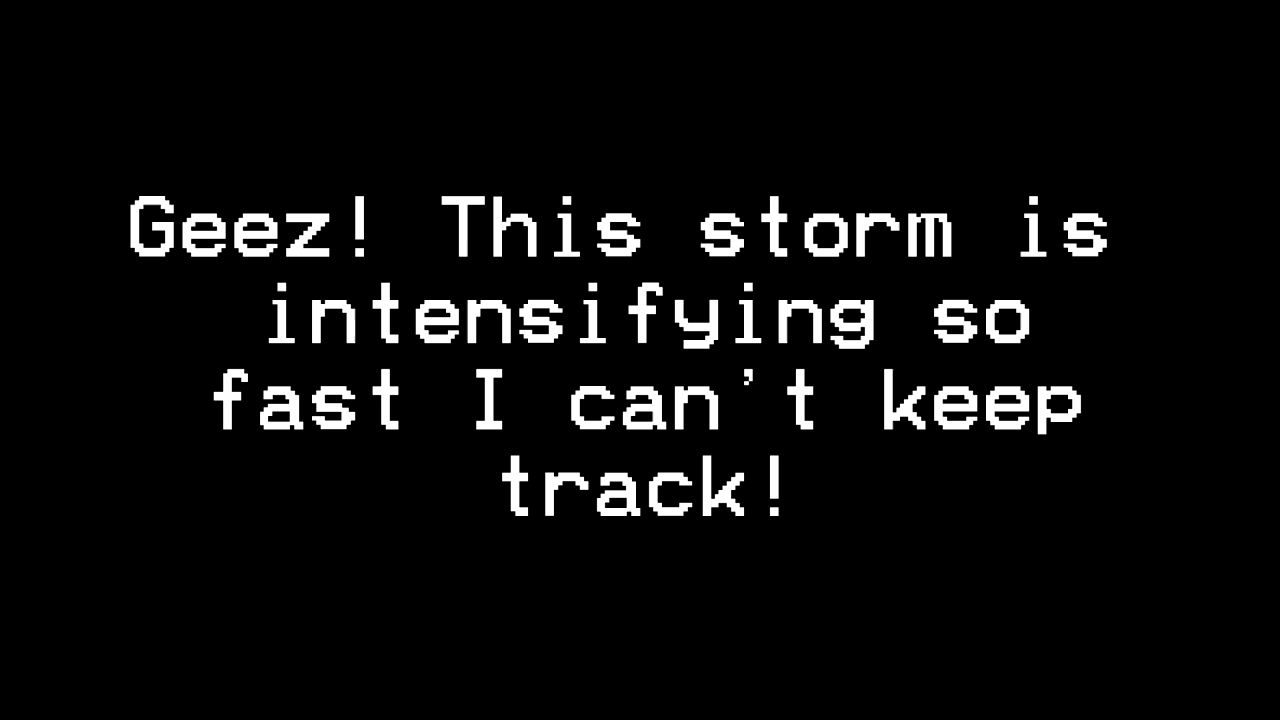 Geez! This storm is
intensifying so
fast I can't keep
track!